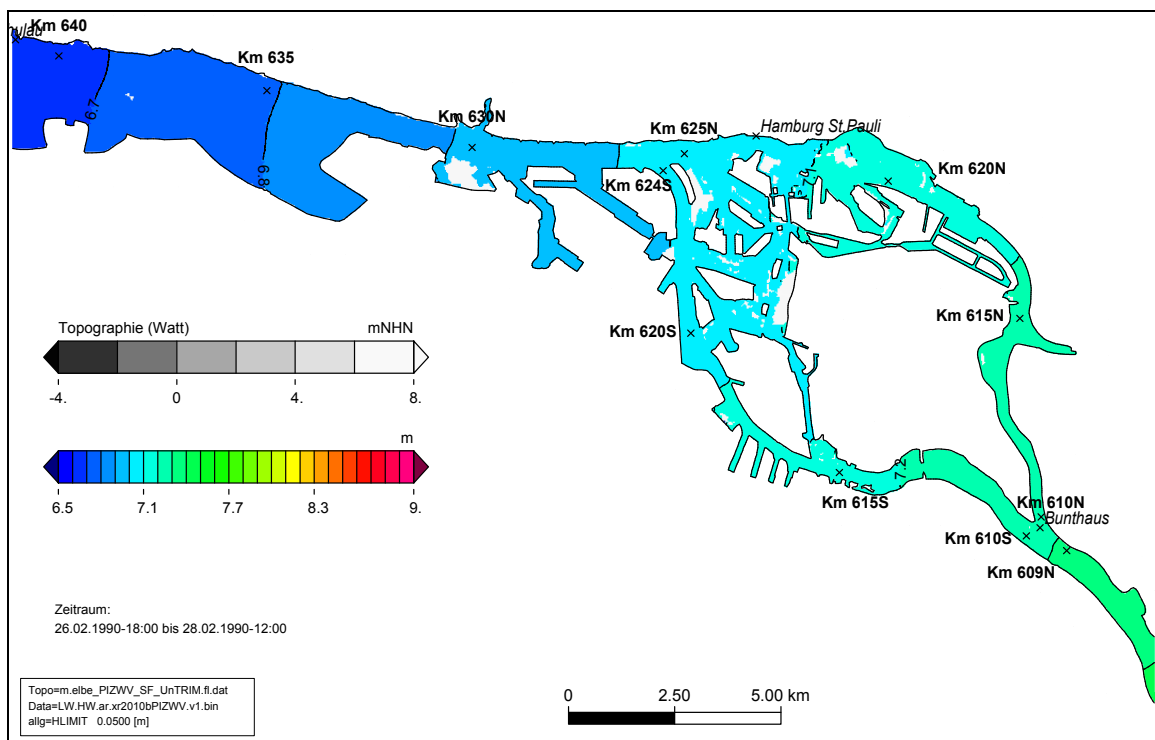 Km 640
Km 635
6.7
6.8
Km 630N
Km 625N
Hamburg St.Pauli
Km 624S
Km 620N
Km 620S
Km 615N
Topographie (Watt) mNHN
-4. 0 4. 8.
m
6.5 7.1 7.7 8.3 9.
7.2
Km 615S
Km 610N
Bunthaus
Km 610S
Km 609N
Zeitraum:
26.02.1990-18:00 bis 28.02.1990-12:00
Topo=m.elbe_PIZWV_SF_UnTRIM.fl.dat
Data=LW.HW.ar.xr2010bPIZWV.v1.bin
allg=HLIMIT 0.0500 [m]
0 2.50 5.00 km